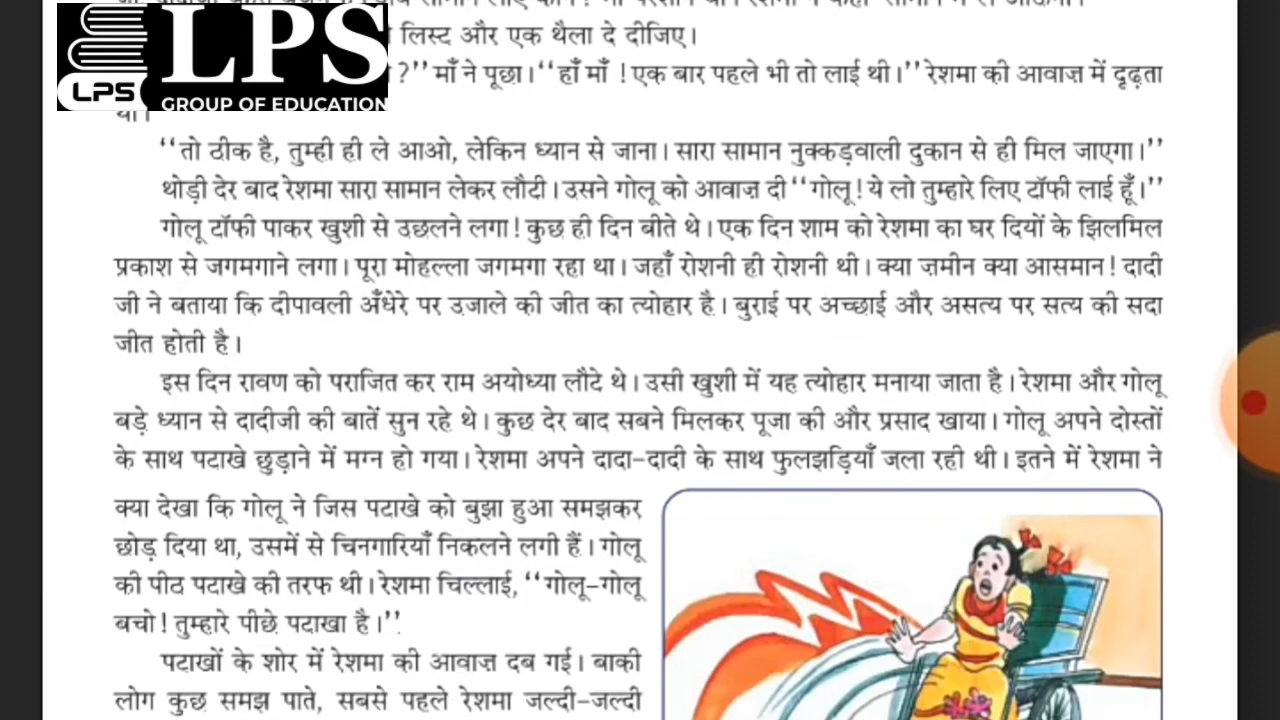 LPS
LPS
GROUP OF EDUCATION
लिस्ट और एक थैला दे दीजिए।
?’’ माँ ने पूछा। ‘‘हाँ माँ ! एक बार पहले भी तो लाई थी।’’ रेशमा की आवाज़ में दृढ़ता
थी।
‘‘तो ठीक है, तुम्ही ही ले आओ, लेकिन ध्यान से जाना। सारा सामान नुक्कड़वाली दुकान से ही मिल जाएगा।’’
थोड़ी देर बाद रेशमा सारा सामान लेकर लौटी। उसने गोलू को आवाज़ दी ‘‘गोलू! ये लो तुम्हारे लिए टॉफी लाई हूँ।’’
गोलू टॉफी पाकर खुशी से उछलने लगा! कुछ ही दिन बीते थे। एक दिन शाम को रेशमा का घर दियों के झिलमिल
प्रकाश से जगमगाने लगा। पूरा मोहल्ला जगमगा रहा था। जहाँ रोशनी ही रोशनी थी। क्या ज़मीन क्या आसमान! दादी
जी ने बताया कि दीपावली अँधेरे पर उजाले की जीत का त्योहार है। बुराई पर अच्छाई और असत्य पर सत्य की सदा
जीत होती है।
इस दिन रावण को पराजित कर राम अयोध्या लौटे थे। उसी खुशी में यह त्योहार मनाया जाता है। रेशमा और गोलू
बड़े ध्यान से दादीजी की बातें सुन रहे थे। कुछ देर बाद सबने मिलकर पूजा की और प्रसाद खाया। गोलू अपने दोस्तों
के साथ पटाखे छुड़ाने में मग्न हो गया। रेशमा अपने दादा-दादी के साथ फुलझड़ियाँ जला रही थी। इतने में रेशमा ने
क्या देखा कि गोलू ने जिस पटाखे को बुझा हुआ समझकर
छोड़ दिया था, उसमें से चिनगारियाँ निकलने लगी हैं। गोलू
की पीठ पटाखे की तरफ थी। रेशमा चिल्लाई, ‘‘गोलू-गोलू
बचो! तुम्हारे पीछे पटाखा है।’’
पटाखों के शोर में रेशमा की आवाज़ दब गई। बाकी
लोग कुछ समझ पाते, सबसे पहले रेशमा जल्दी-जल्दी